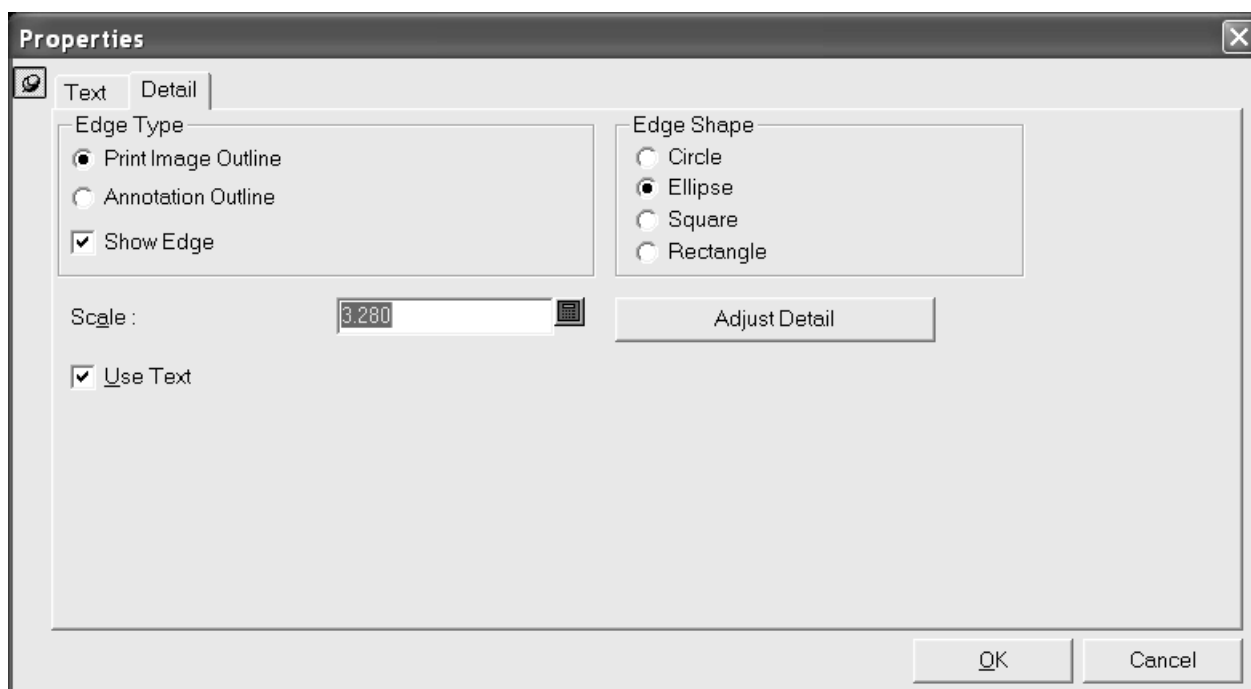 Properties
Text Detail
Edge Type
Print Image Outline
Annotation Outline
Show Edge
Edge Shape
Circle
Ellipse
Square
Rectangle
Scale : 3.280
Adjust Detail
Use Text
OK Cancel